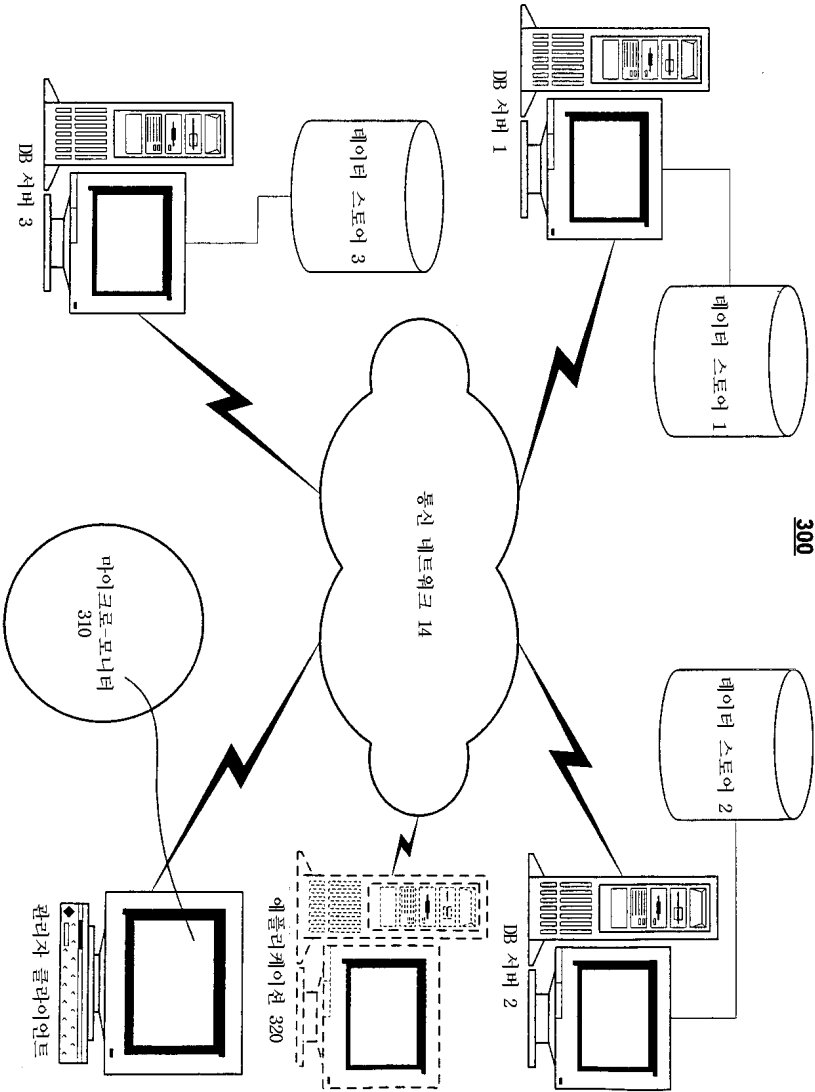 300
DB 서버 1
데이터 스토어 1
데이터 스토어 2
DB 서버 2
데이터 스토어 3
DB 서버 3
통신 네트워크 14
애플리케이션 320
마이크로-모니터
310
관리자 클라이언트